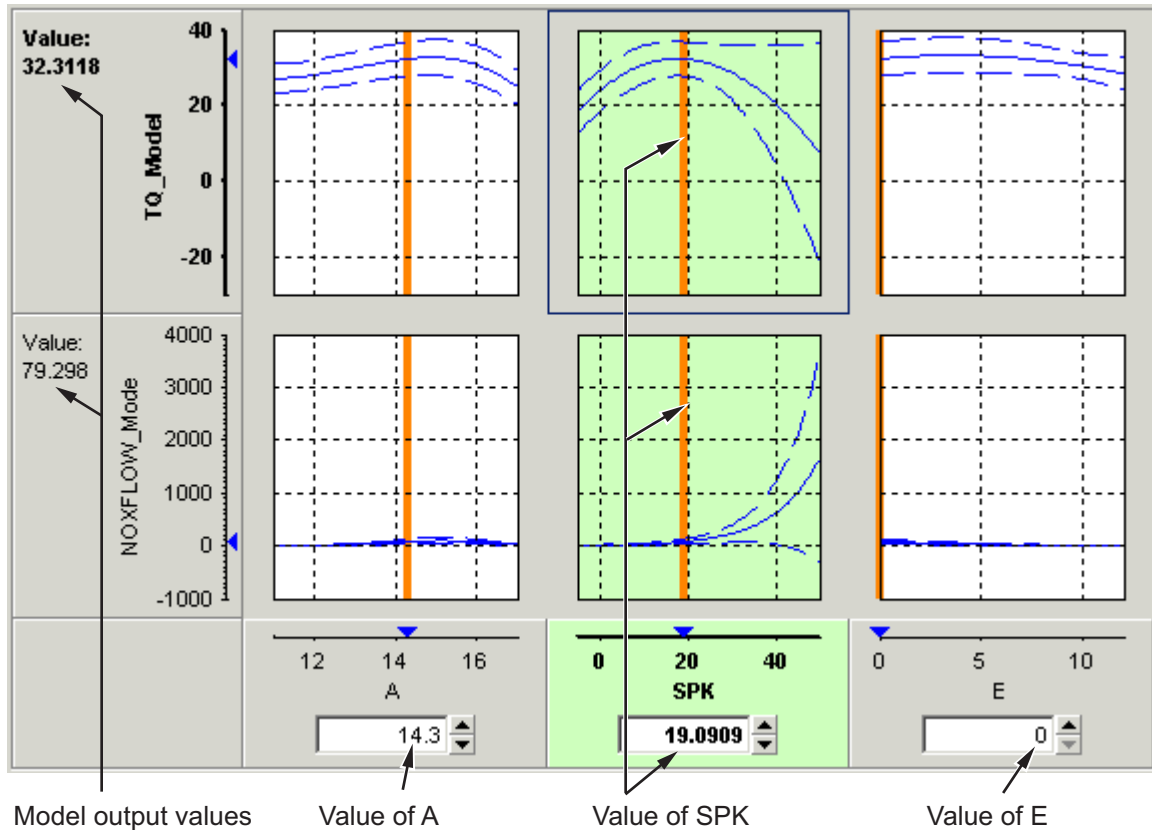 Value:
32.3118
TQ_Model
40
20
0
-20
Value:
79.298
NOXFLOW_Mode
4000
3000
2000
1000
0
-1000
12 14 16
A
14.3
0 20 40
SPK
19.0909
0 5 10
E
0
Model output values Value of A Value of SPK Value of E